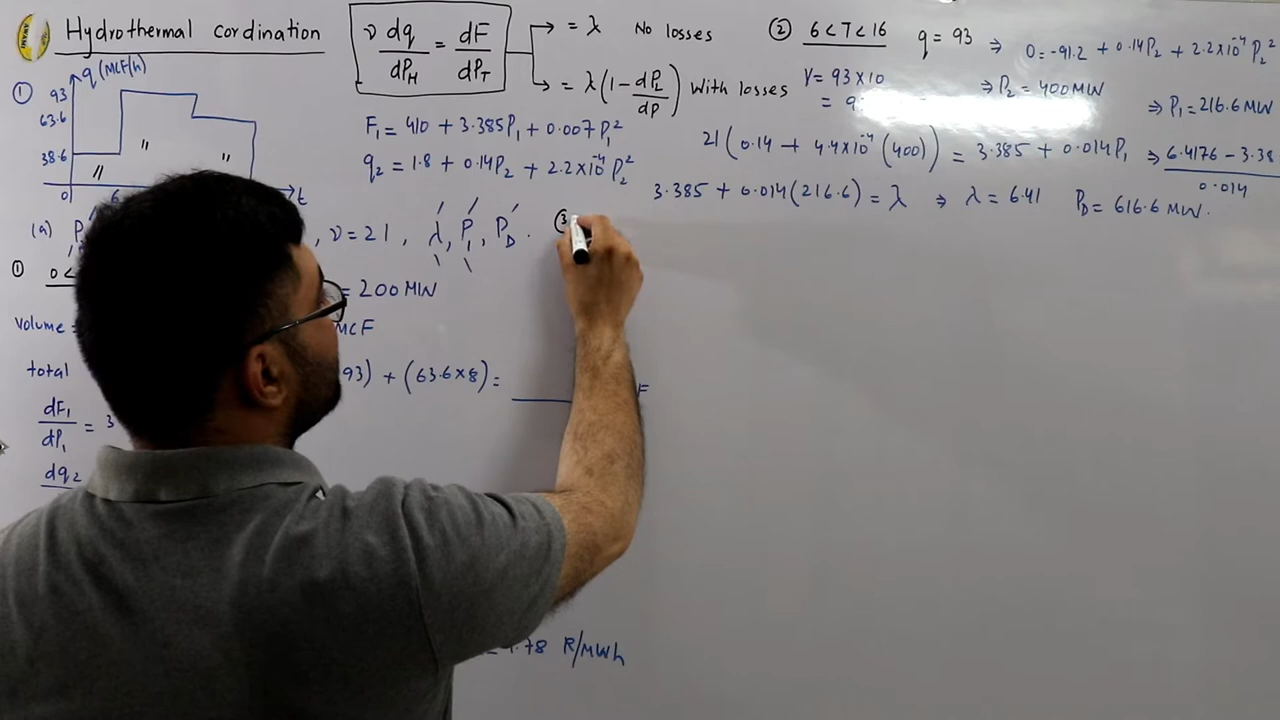 Hydrothermal cordination
ν dq/dP_H = dF/dP_T
= λ No losses
= λ(1 - dP_L/dP) With losses
F₁ = 410 + 3.385P₁ + 0.007P₁²
q₂ = 1.8 + 0.14P₂ + 2.2×10⁻⁴P₂²
①
q (MCF/h)
93
63.6
38.6
0
6
t
(a) P
, ν = 21, λ, P₁, P_D.
① 0 <
= 200 MW
Volume =
MCF
total
93) + (63.6×8) =
F
dF₁/dP₁ = 3
dq₂
.78 R/MWh
② 6 < T < 16 q = 93 ⇒ 0 = -91.2 + 0.14P₂ + 2.2×10⁻⁴P₂²
V = 93×10 ⇒ P₂ = 400 MW ⇒ P₁ = 216.6 MW
= 9
21(0.14 + 4.4×10⁻⁴(400)) = 3.385 + 0.014P₁ ⇒ 6.4176 - 3.38
0.014
3.385 + 0.014(216.6) = λ ⇒ λ = 6.41 P_D = 616.6 MW.
③